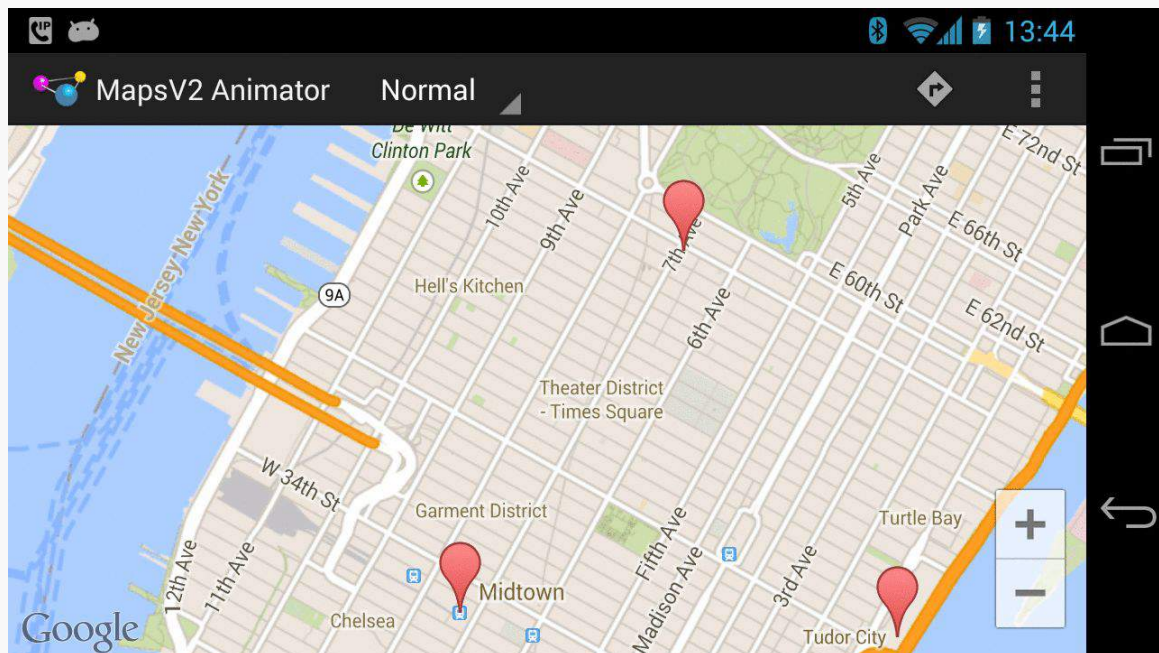 IP
13:44
MapsV2 Animator
Normal
De Witt
Clinton Park
E 72nd St
10th Ave
5th Ave
Park Ave
9th Ave
7th Ave
E 66th St
New Jersey
New York
9A
Hell's Kitchen
E 60th St
6th Ave
E 62nd St
Theater District
- Times Square
W 34th St
Garment District
Turtle Bay
Fifth Ave
12th Ave
11th Ave
Madison Ave
3rd Ave
Midtown
Chelsea
Tudor City
Google
+
−